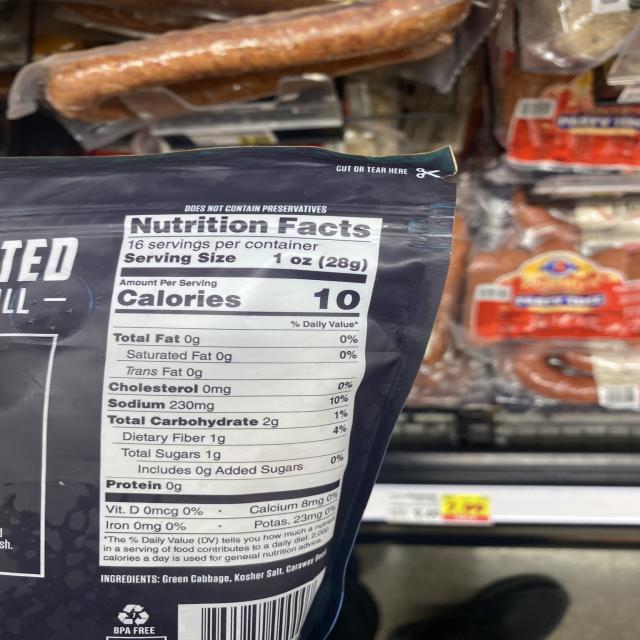 CUT OR TEAR HERE
DOES NOT CONTAIN PRESERVATIVES
Nutrition Facts
16 servings per container
Serving Size 1 oz (28g)
Amount Per Serving
Calories 10
% Daily Value*
Total Fat 0g 0%
Saturated Fat 0g 0%
Trans Fat 0g
Cholesterol 0mg 0%
Sodium 230mg 10%
Total Carbohydrate 2g 1%
Dietary Fiber 1g 4%
Total Sugars 1g
Includes 0g Added Sugars 0%
Protein 0g
Vit. D 0mcg 0% · Calcium 8mg 0%
Iron 0mg 0% · Potas. 23mg 0%
*The % Daily Value (DV) tells you how much a
in a serving of food contributes to a daily diet. 2,000
calories a day is used for general nutrition advice.
INGREDIENTS: Green Cabbage, Kosher Salt, Caraway
7
BPA FREE
TED
ILL
sh.
2.99